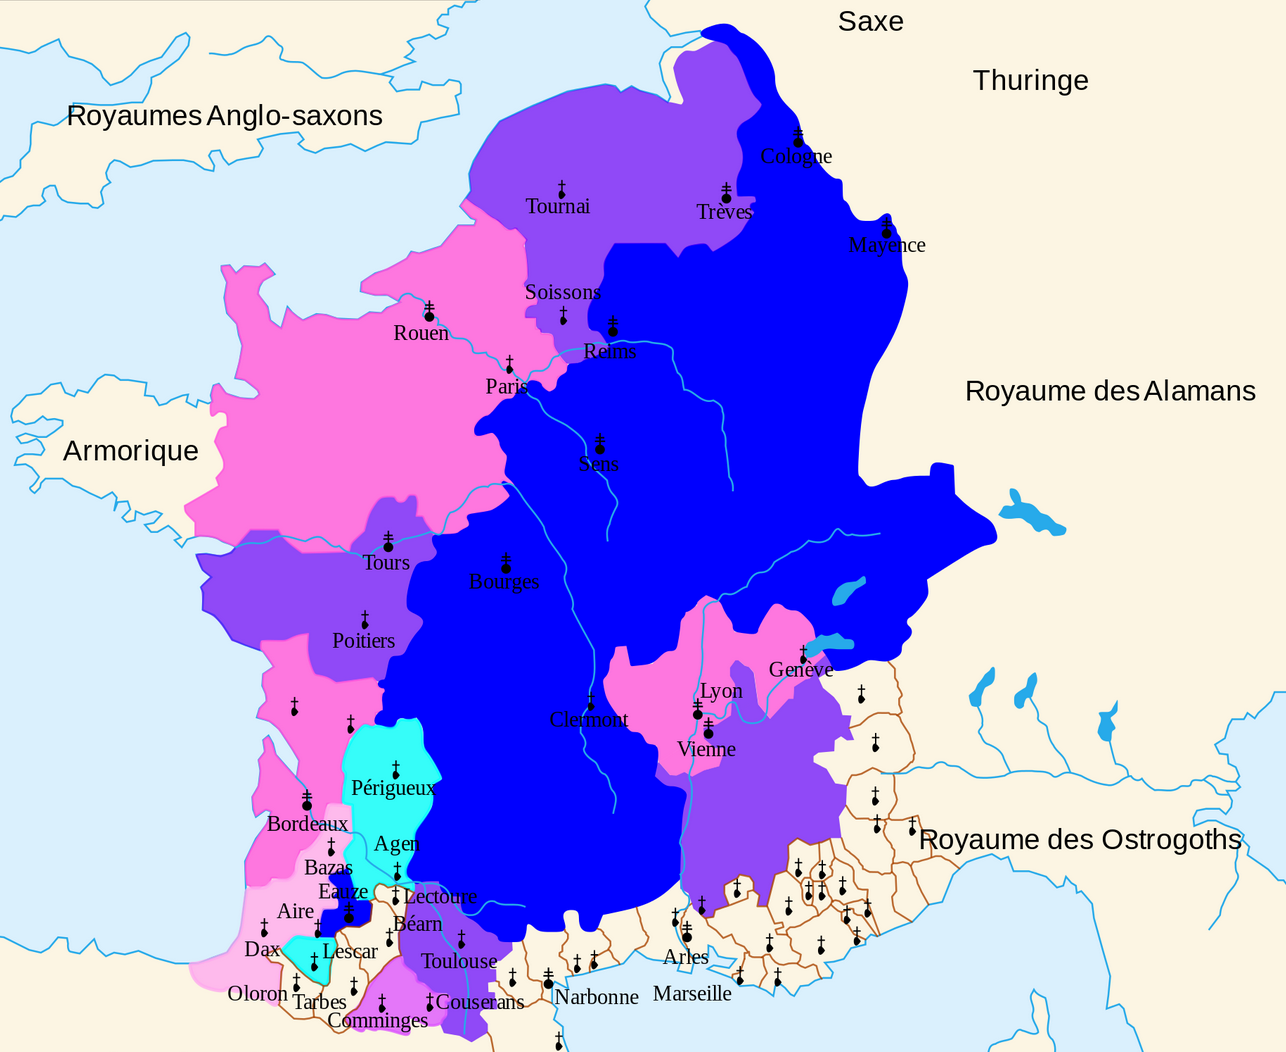 Saxe
Thuringe
Royaumes Anglo-saxons
Cologne
Tournai
Trèves
Mayence
Soissons
Rouen
Reims
Paris
Royaume des Alamans
Armorique
Sens
Tours
Bourges
Poitiers
Genève
Lyon
Clermont
Vienne
Périgueux
Bordeaux
Agen
Royaume des Ostrogoths
Bazas
Eauze
Lectoure
Aire
Béarn
Dax
Lescar
Toulouse
Arles
Oloron
Tarbes
Couserans
Narbonne
Marseille
Comminges